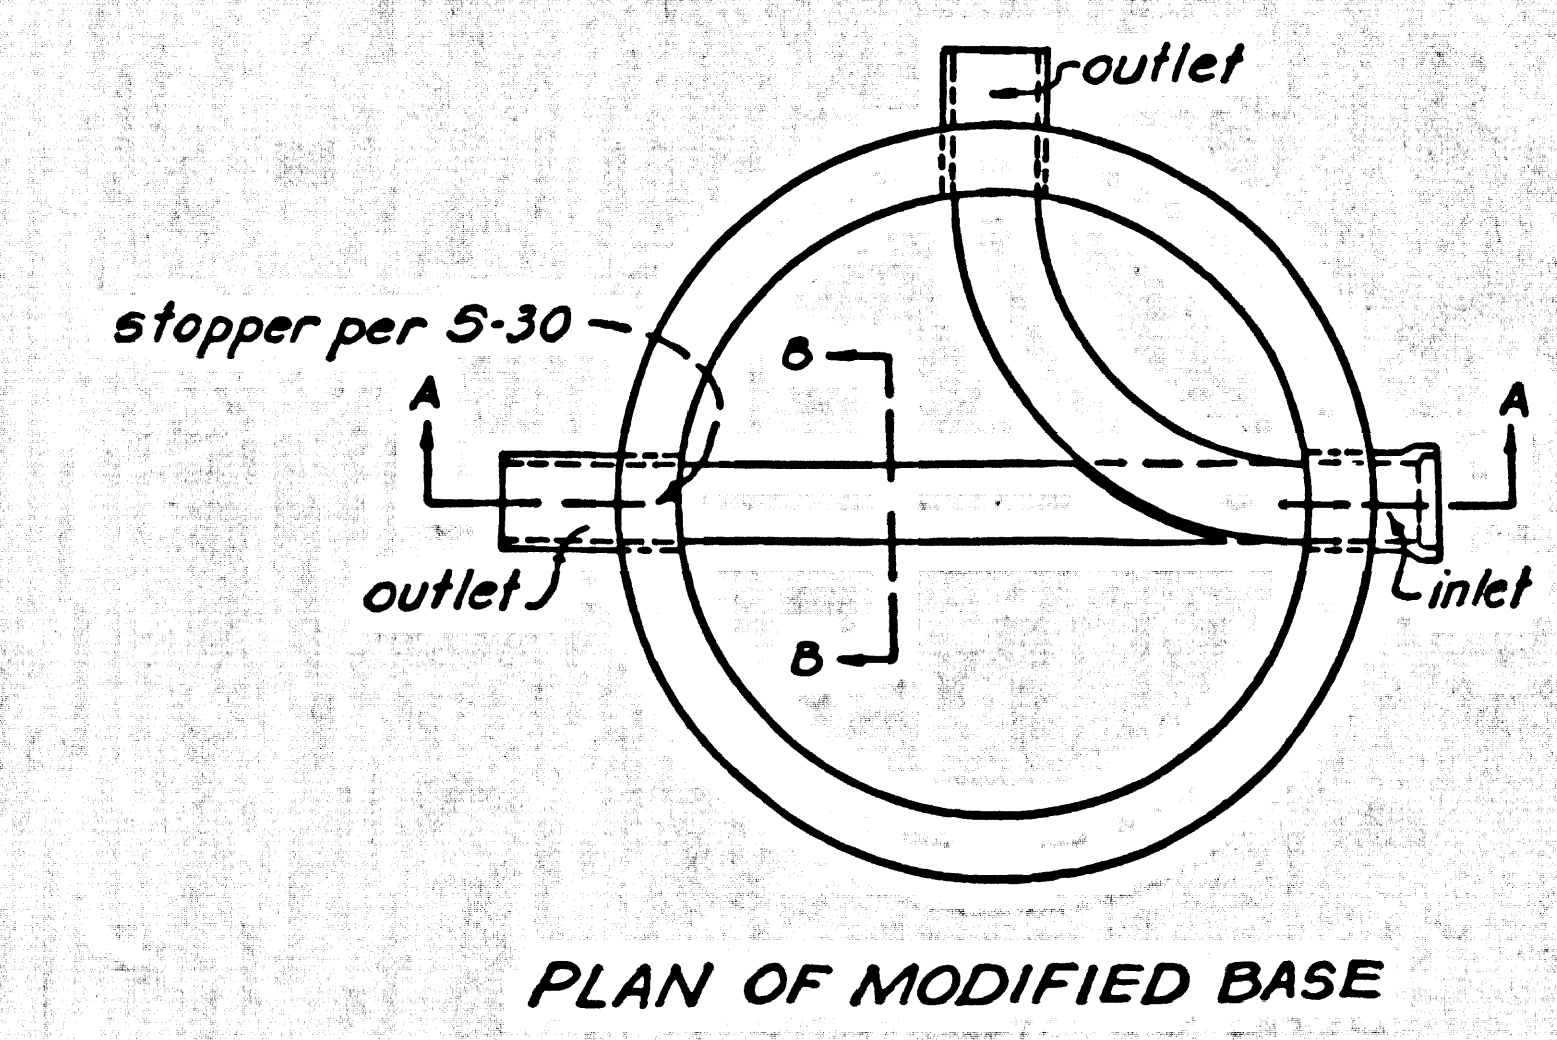 outlet
stopper per S-30
B
A
A
outlet
inlet
B
PLAN OF MODIFIED BASE